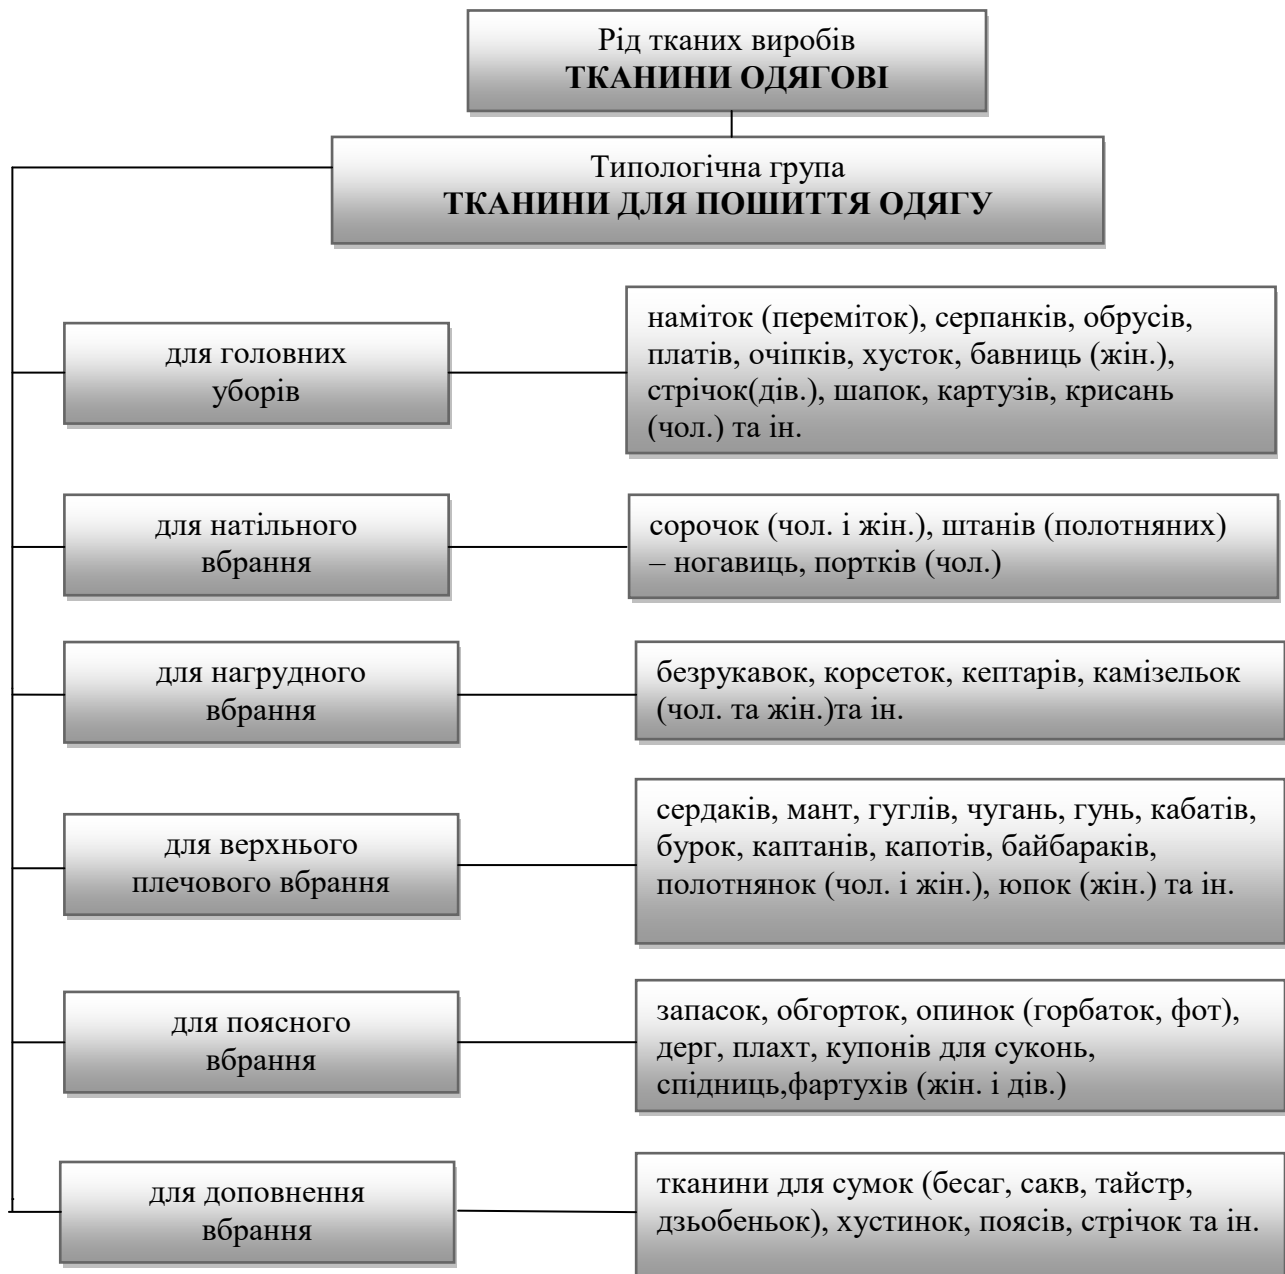 Рід тканих виробів
ТКАНИНИ ОДЯГОВІ
Типологічна група
ТКАНИНИ ДЛЯ ПОШИТТЯ ОДЯГУ
для головних
уборів
наміток (переміток), серпанків, обрусів,
платів, очіпків, хусток, бавниць (жін.),
стрічок(дів.), шапок, картузів, крисань
(чол.) та ін.
для натільного
вбрання
сорочок (чол. і жін.), штанів (полотняних)
– ногавиць, портків (чол.)
для нагрудного
вбрання
безрукавок, корсеток, кептарів, камізельок
(чол. та жін.)та ін.
для верхнього
плечового вбрання
сердаків, мант, гуглів, чугань, гунь, кабатів,
бурок, каптанів, капотів, байбараків,
полотнянок (чол. і жін.), юпок (жін.) та ін.
для поясного
вбрання
запасок, обгорток, опинок (горбаток, фот),
дерг, плахт, купонів для суконь,
спідниць,фартухів (жін. і дів.)
для доповнення
вбрання
тканини для сумок (бесаг, сакв, тайстр,
дзьобеньок), хустинок, поясів, стрічок та ін.